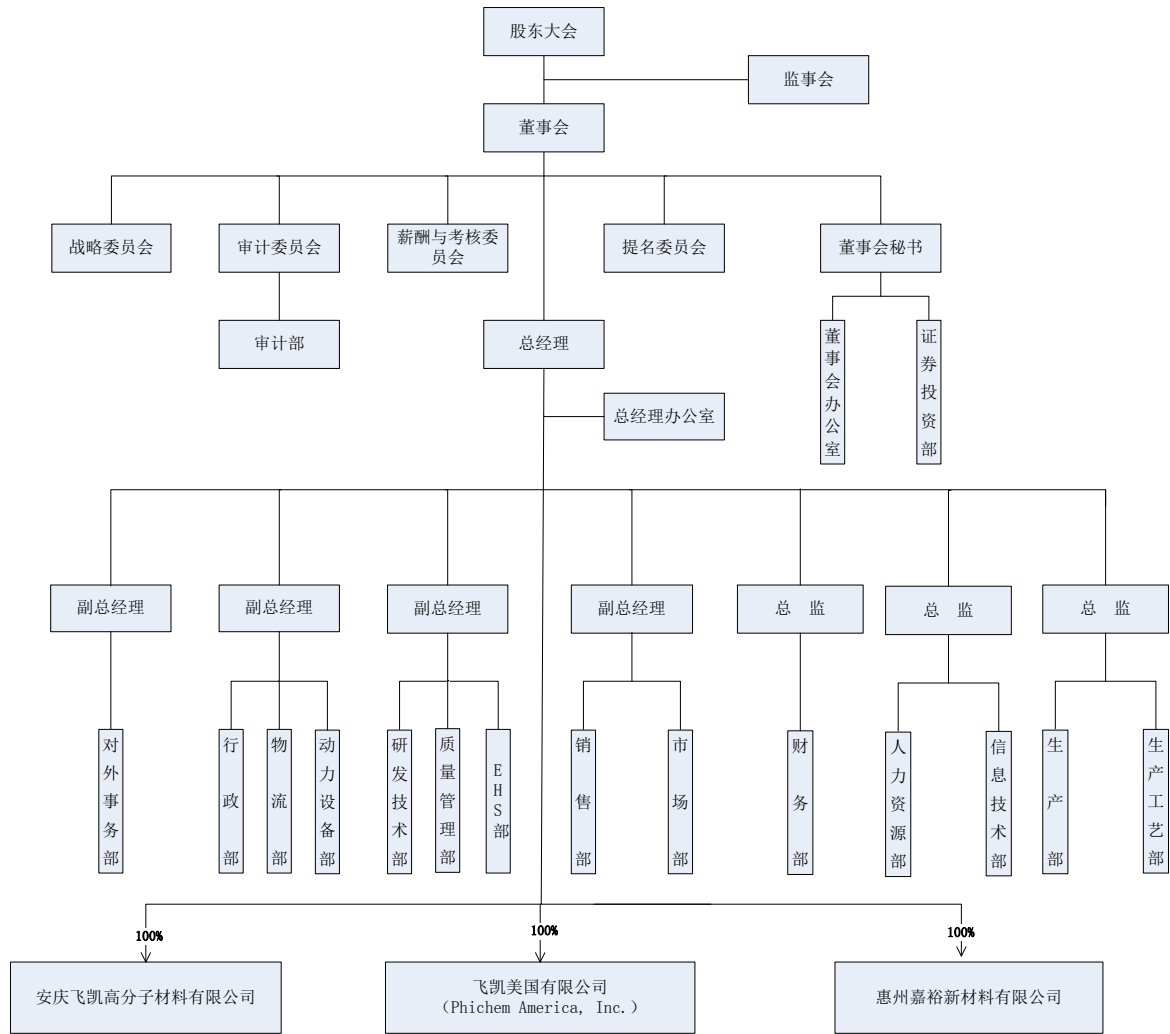 股东大会
监事会
董事会
战略委员会
审计委员会
薪酬与考核委
员会
提名委员会
董事会秘书
审计部
总经理
董事会办公室
证券投资部
总经理办公室
副总经理
副总经理
副总经理
副总经理
总 监
总 监
总 监
对外事务部
行政部
物流部
动力设备部
研发技术部
质量管理部
EHS部
销售部
市场部
财务部
人力资源部
信息技术部
生产部
生产工艺部
100%
100%
100%
安庆飞凯高分子材料有限公司
飞凯美国有限公司
(Phichem America, Inc.)
惠州嘉裕新材料有限公司